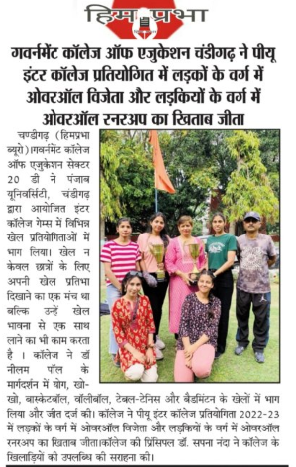 हिमप्रभा
गवर्नमेंट कॉलेज ऑफ एजुकेशन चंडीगढ़ ने पीयू
इंटर कॉलेज प्रतियोगित में लड़कों के वर्ग में
ओवरऑल विजेता और लड़कियों के वर्ग में
ओवरऑल रनरअप का खिताब जीता
चण्डीगढ़ (हिमप्रभा
ब्यूरो)।गवर्नमेंट कॉलेज
ऑफ एजुकेशन सेक्टर
20 डी ने पंजाब
यूनिवर्सिटी, चंडीगढ़
द्वारा आयोजित इंटर
कॉलेज गेम्स में विभिन्न
खेल प्रतियोगिताओं में
भाग लिया। खेल न
केवल छात्रों के लिए
अपनी खेल प्रतिभा
दिखाने का एक मंच था
बल्कि उन्हें खेल
भावना से एक साथ
लाने का भी काम करता
है । कॉलेज ने डॉ
नीलम पॉल के
मार्गदर्शन में योग, खो-
खो, बास्केटबॉल, वॉलीबॉल, टेबल-टेनिस और बैडमिंटन के खेलों में भाग
लिया और जीत दर्ज की। कॉलेज ने पीयू इंटर कॉलेज प्रतियोगिता 2022-23
में लड़कों के वर्ग में ओवरऑल विजेता और लड़कियों के वर्ग में ओवरऑल
रनरअप का खिताब जीता।कॉलेज की प्रिंसिपल डॉ. सपना नंदा ने कॉलेज के
खिलाड़ियों को उपलब्धि की सराहना की।